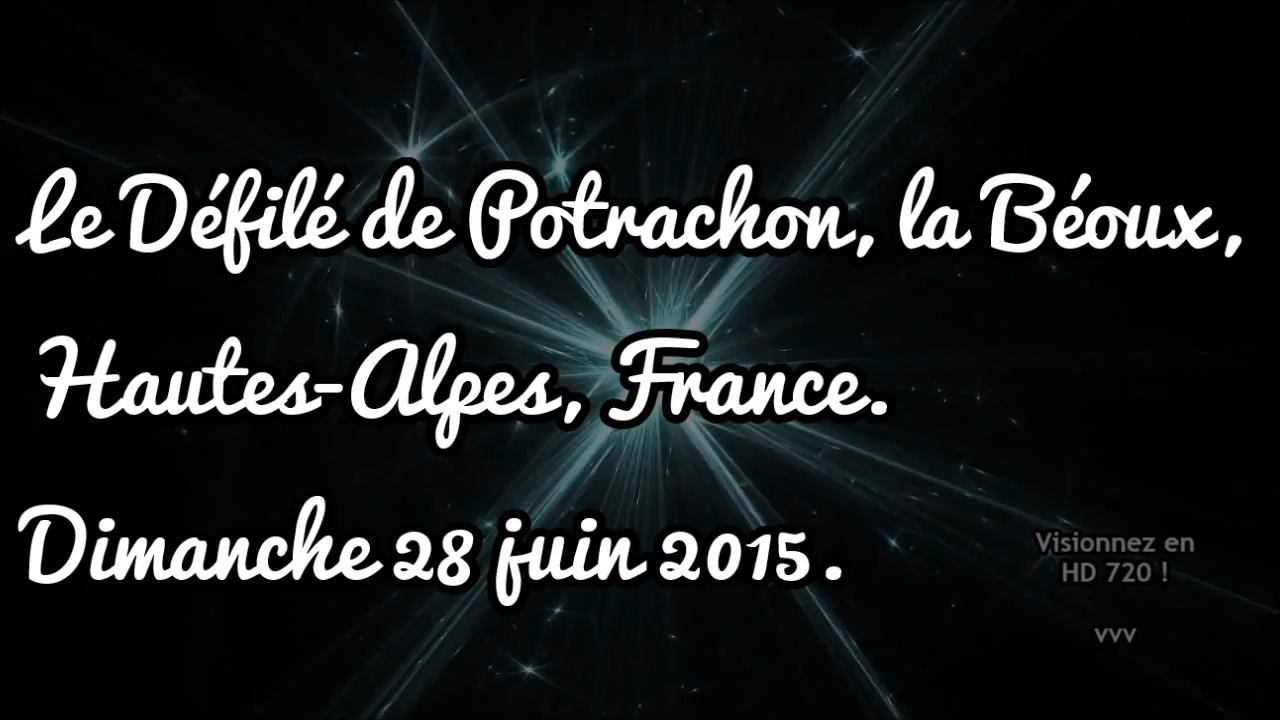 Le Défilé de Potrachon, la Béoux,
Hautes-Alpes, France.
Dimanche 28 juin 2015.
Visionnez en
HD 720 !
vvv